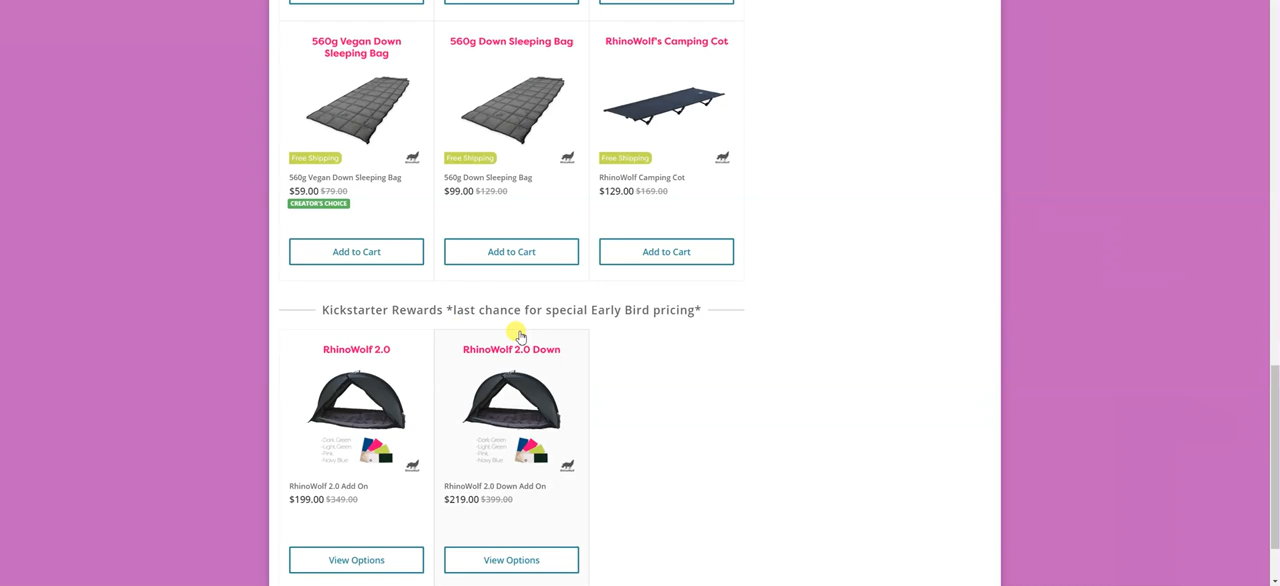 560g Vegan Down
Sleeping Bag
560g Down Sleeping Bag
RhinoWolf's Camping Cot
Free Shipping
Free Shipping
Free Shipping
560g Vegan Down Sleeping Bag
560g Down Sleeping Bag
RhinoWolf Camping Cot
$59.00 $79.00
$99.00 $129.00
$129.00 $169.00
CREATOR'S CHOICE
Add to Cart
Add to Cart
Add to Cart
Kickstarter Rewards *last chance for special Early Bird pricing*
RhinoWolf 2.0
RhinoWolf 2.0 Down
-Dark Green
-Light Green
-Pink
-Navy Blue
-Dark Green
-Light Green
-Pink
-Navy Blue
RhinoWolf 2.0 Add On
RhinoWolf 2.0 Down Add On
$199.00 $349.00
$219.00 $399.00
View Options
View Options